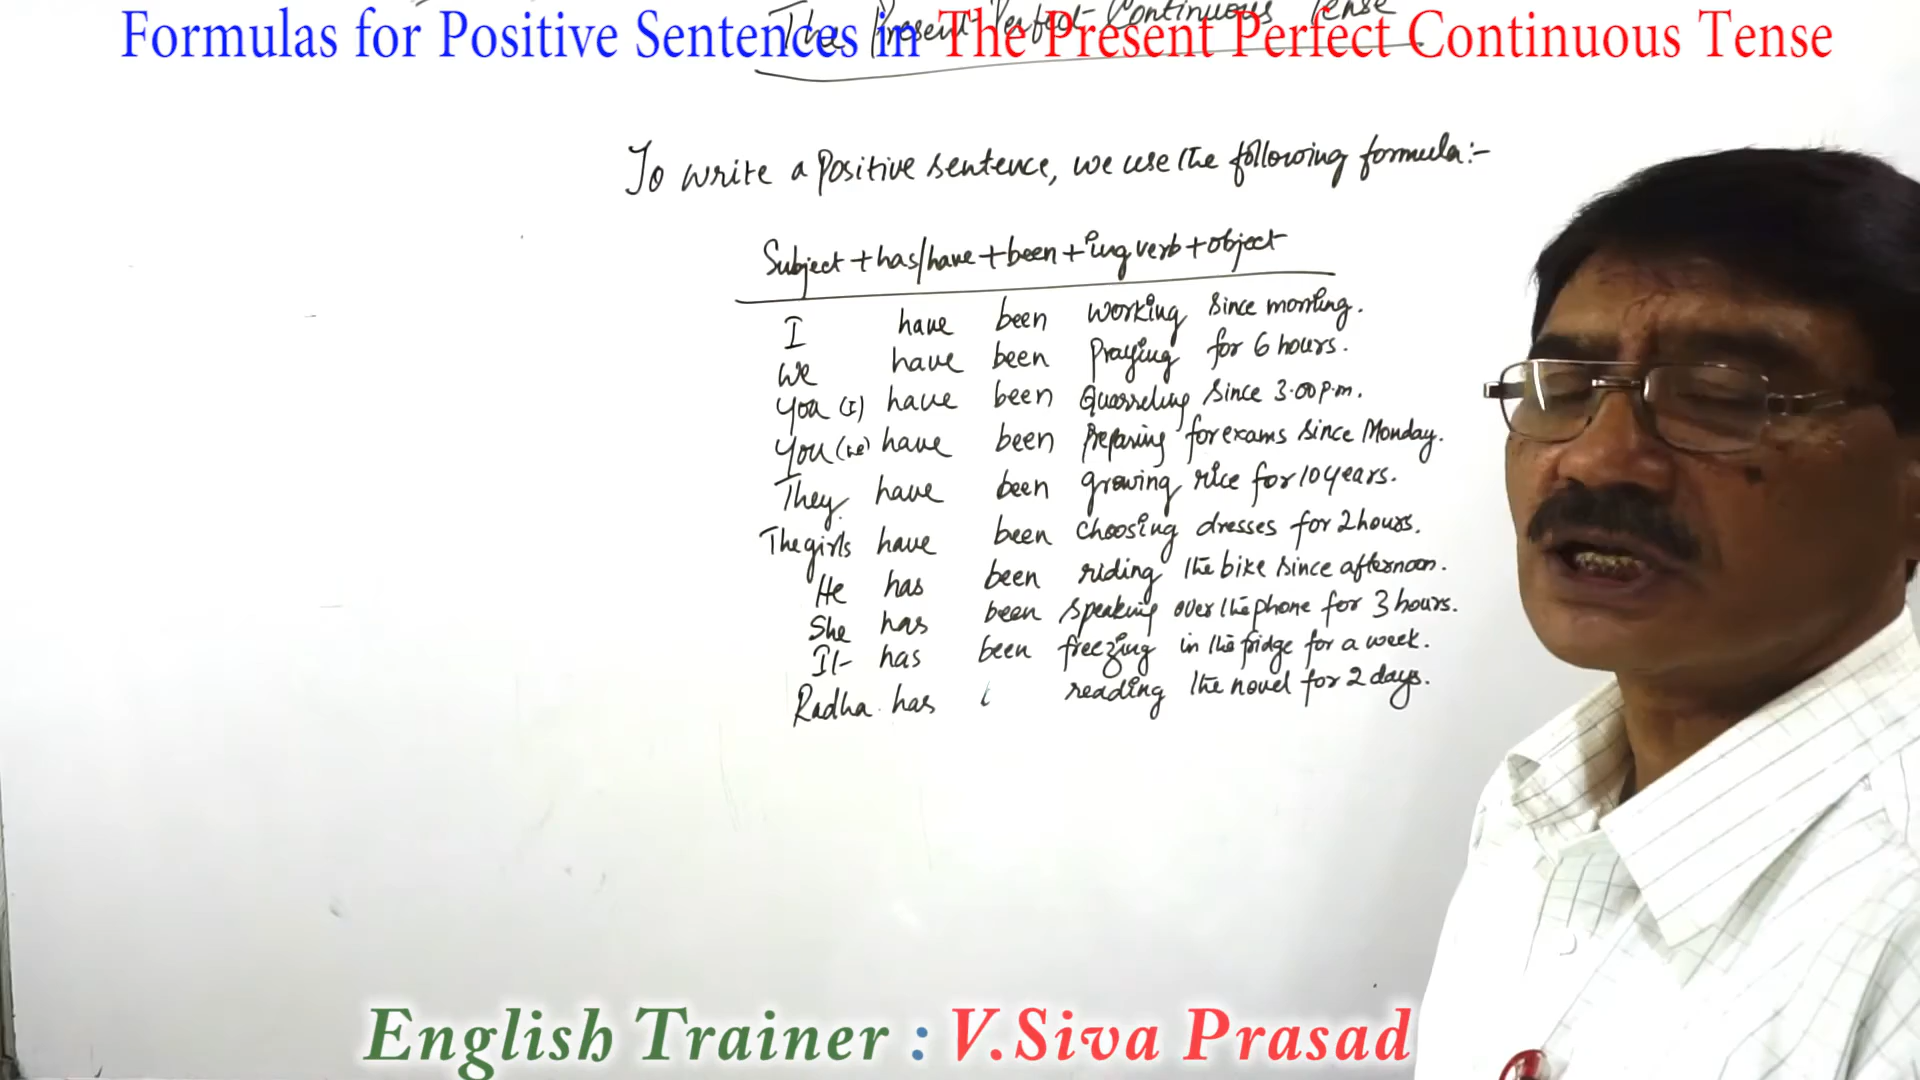 Formulas for Positive Sentences in The Present Perfect Continuous Tense
The Present Perfect Continuous Tense
To write a positive sentence, we use the following formula:-
Subject + has/have + been + ing verb + object
I have been working since morning.
We have been praying for 6 hours.
You (I) have been Quarreling since 3.00 p.m.
You have been preparing for exams since Monday.
They have been growing rice for 10 years.
The girls have been choosing dresses for 2 hours.
He has been riding the bike since afternoon.
She has been speaking over the phone for 3 hours.
It has been freezing in the fridge for a week.
Radha has reading the novel for 2 days.
English Trainer : V.Siva Prasad